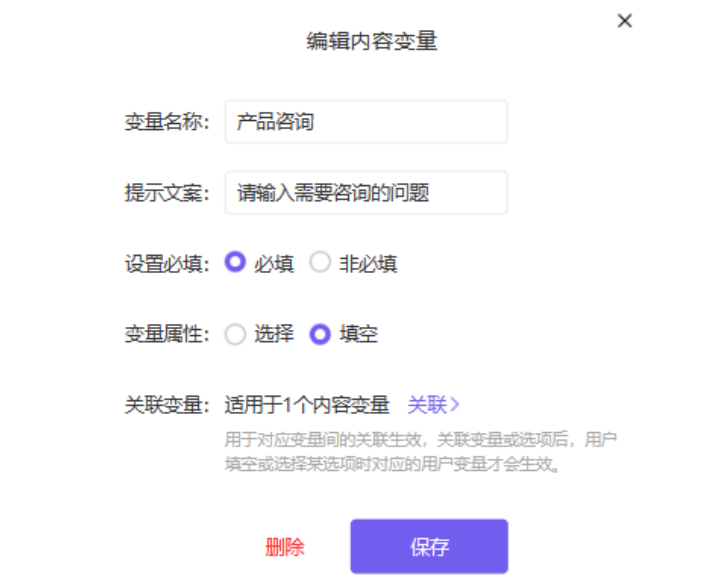 编辑内容变量
变量名称： 产品咨询
提示文案： 请输入需要咨询的问题
设置必填： 必填 非必填
变量属性： 选择 填空
关联变量： 适用于1个内容变量 关联>
用于对应变量间的关联生效，关联变量或选项后，用户
填空或选择某选项时对应的用户变量才会生效。
删除 保存